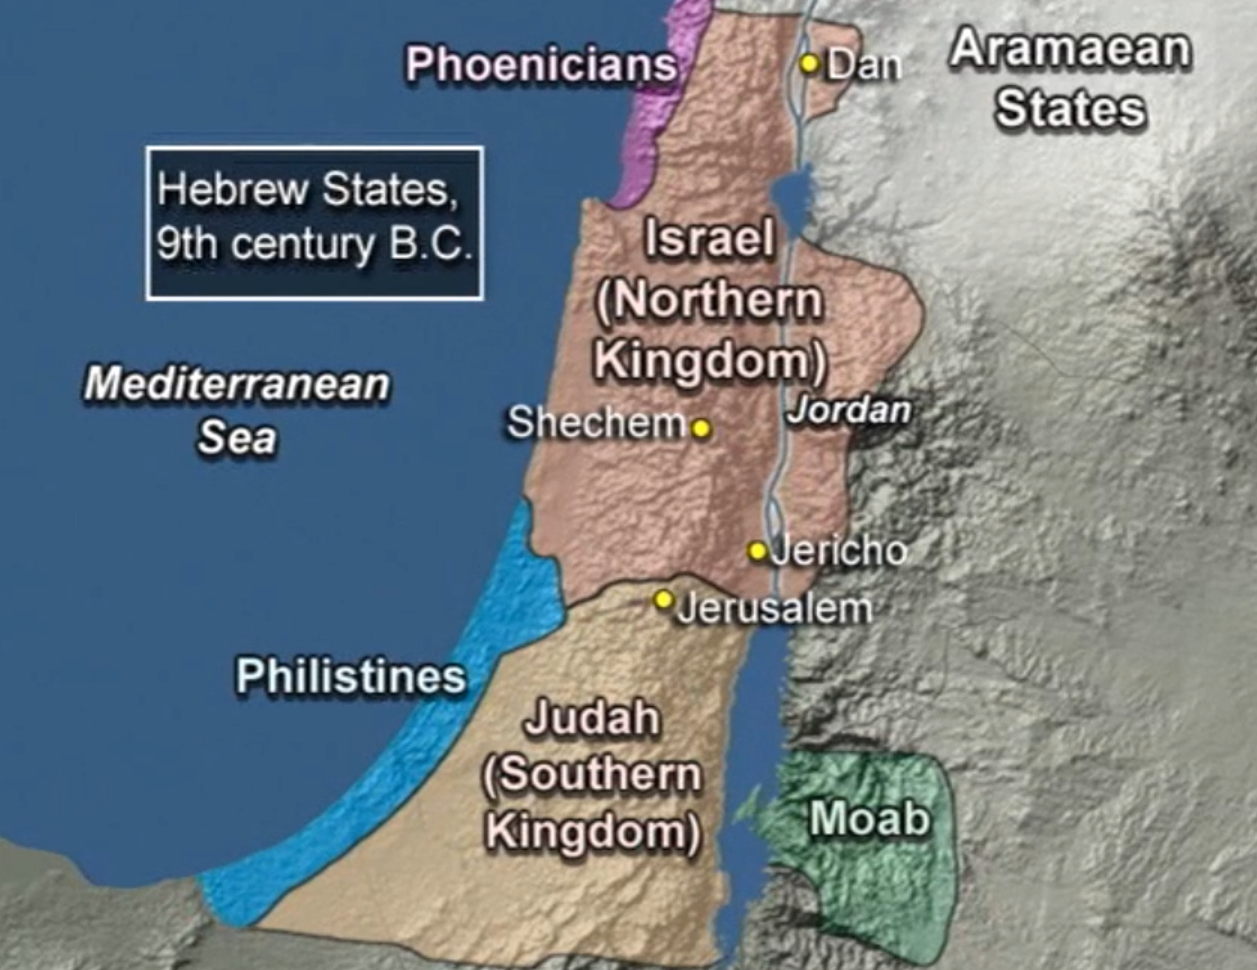 Phoenicians
Dan
Aramaean
States
Hebrew States,
9th century B.C.
Israel
(Northern
Kingdom)
Mediterranean
Sea
Shechem
Jordan
Jericho
Jerusalem
Philistines
Judah
(Southern
Kingdom)
Moab